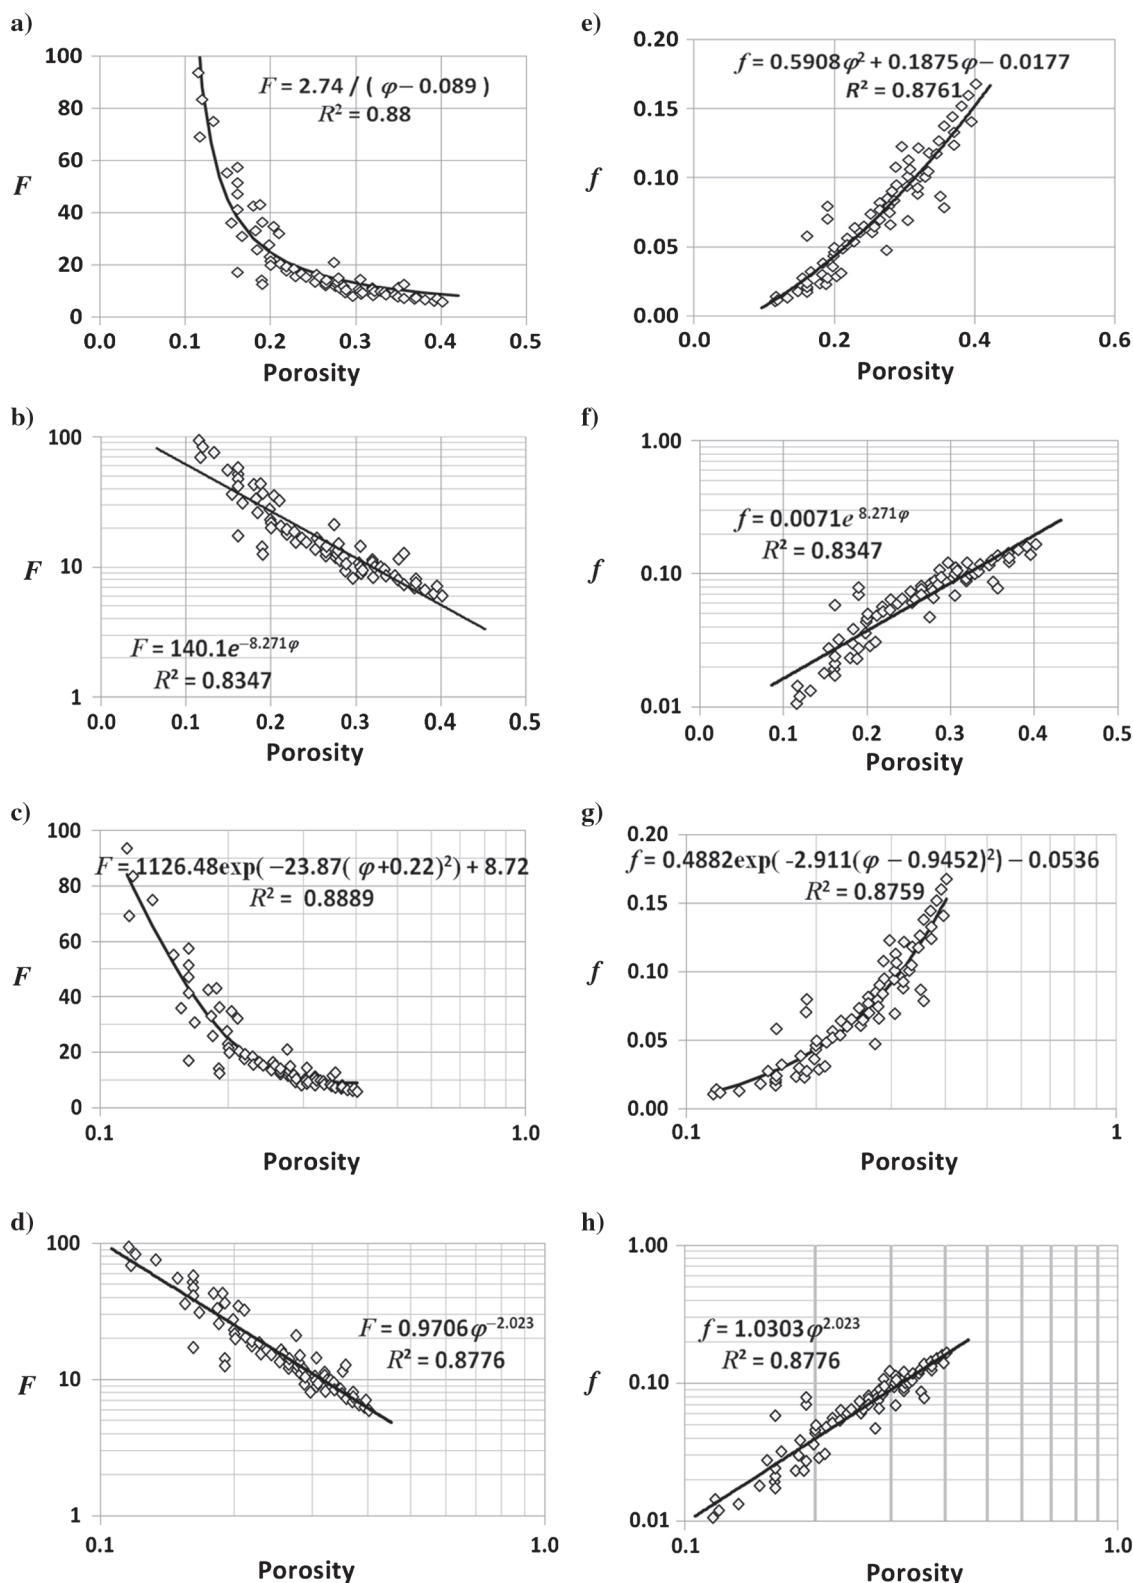 a)
100
80
60
40
20
0
F
F = 2.74 / ( φ − 0.089 )
R² = 0.88
0.0 0.1 0.2 0.3 0.4 0.5
Porosity
b)
100
10
1
F
F = 140.1e^−8.271φ
R² = 0.8347
0.0 0.1 0.2 0.3 0.4 0.5
Porosity
c)
100
80
60
40
20
0
F
F = 1126.48exp( −23.87( φ+0.22)²) + 8.72
R² = 0.8889
0.1 1.0
Porosity
d)
100
10
1
F
F = 0.9706φ^−2.023
R² = 0.8776
0.1 1.0
Porosity
e)
0.20
0.15
0.10
0.05
0.00
f
f = 0.5908φ² + 0.1875φ − 0.0177
R² = 0.8761
0.0 0.2 0.4 0.6
Porosity
f)
1.00
0.10
0.01
f
f = 0.0071e^8.271φ
R² = 0.8347
0.0 0.1 0.2 0.3 0.4 0.5
Porosity
g)
0.20
0.15
0.10
0.05
0.00
f
f = 0.4882exp( -2.911(φ − 0.9452)²) − 0.0536
R² = 0.8759
0.1 1
Porosity
h)
1.00
0.10
0.01
f
f = 1.0303φ^2.023
R² = 0.8776
0.1 1.0
Porosity